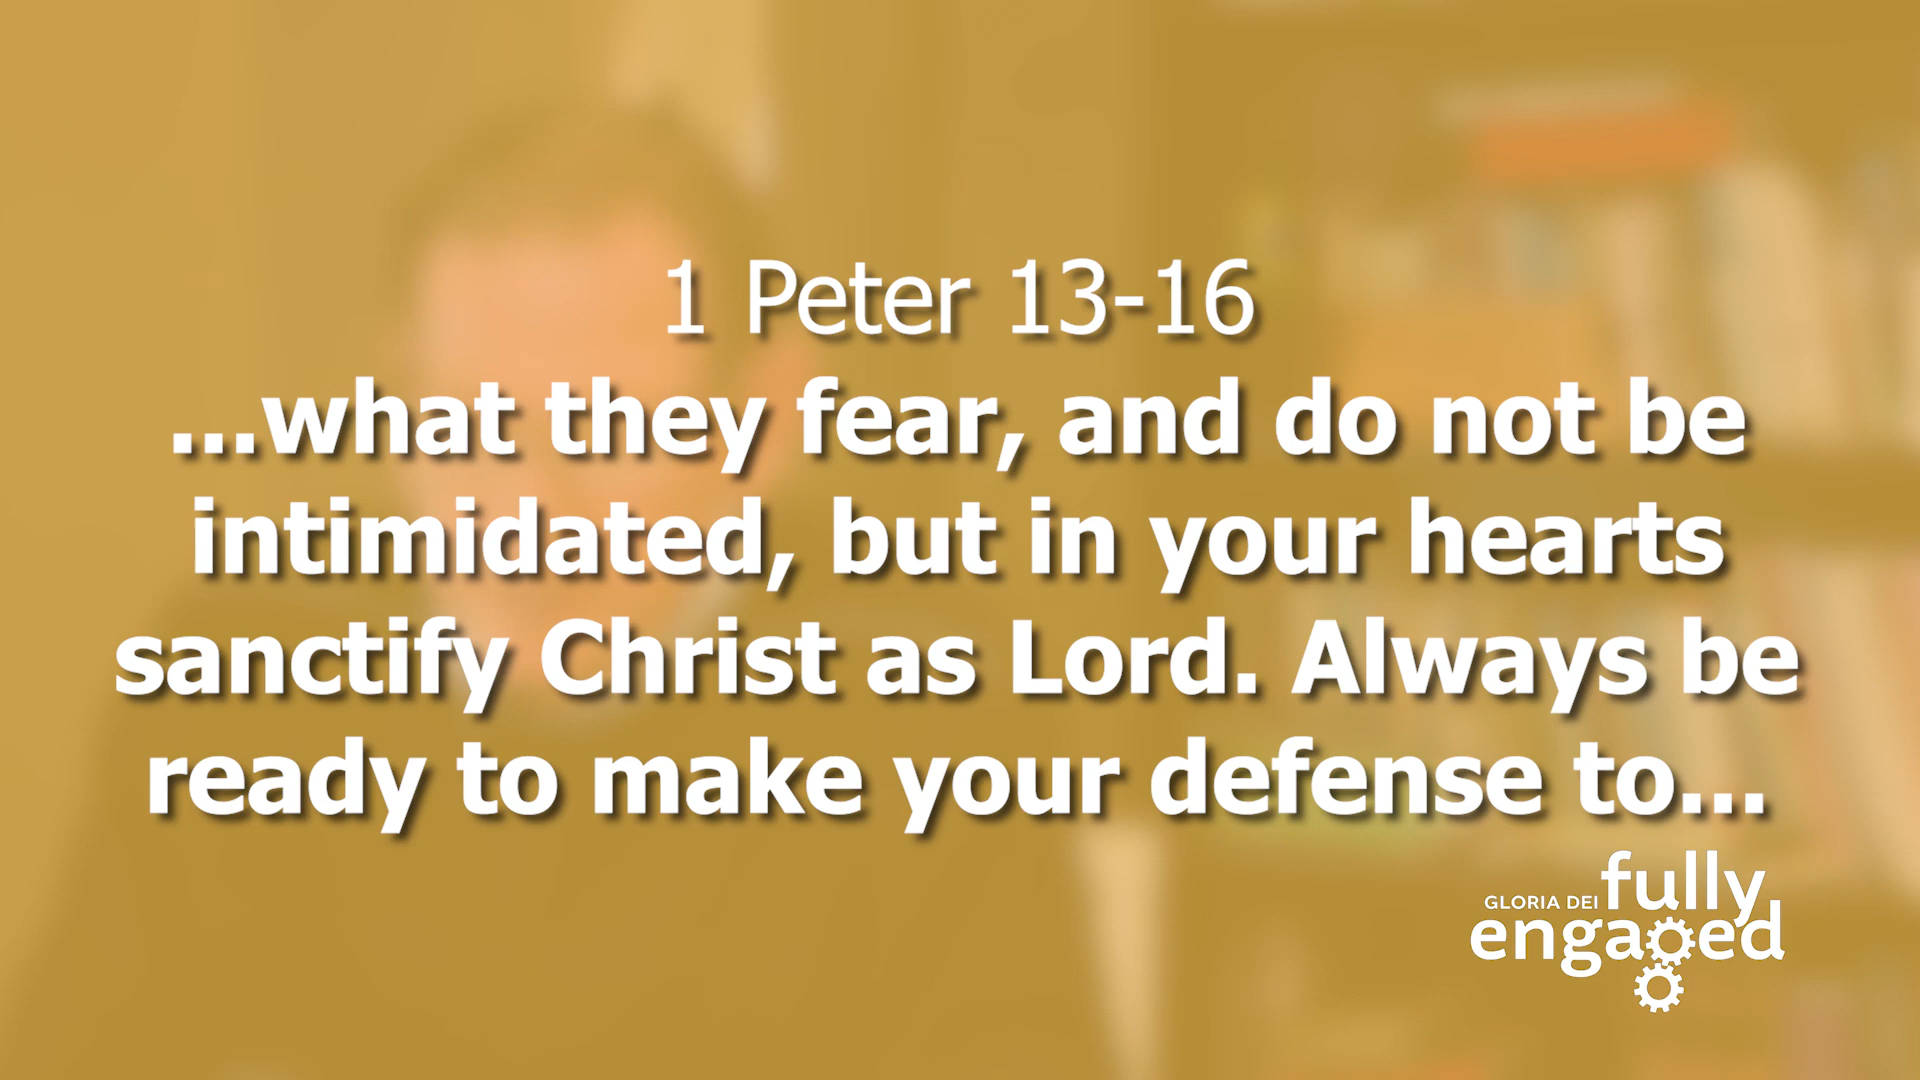 1 Peter 13-16
...what they fear, and do not be
intimidated, but in your hearts
sanctify Christ as Lord. Always be
ready to make your defense to...
GLORIA DEI fully
engaged